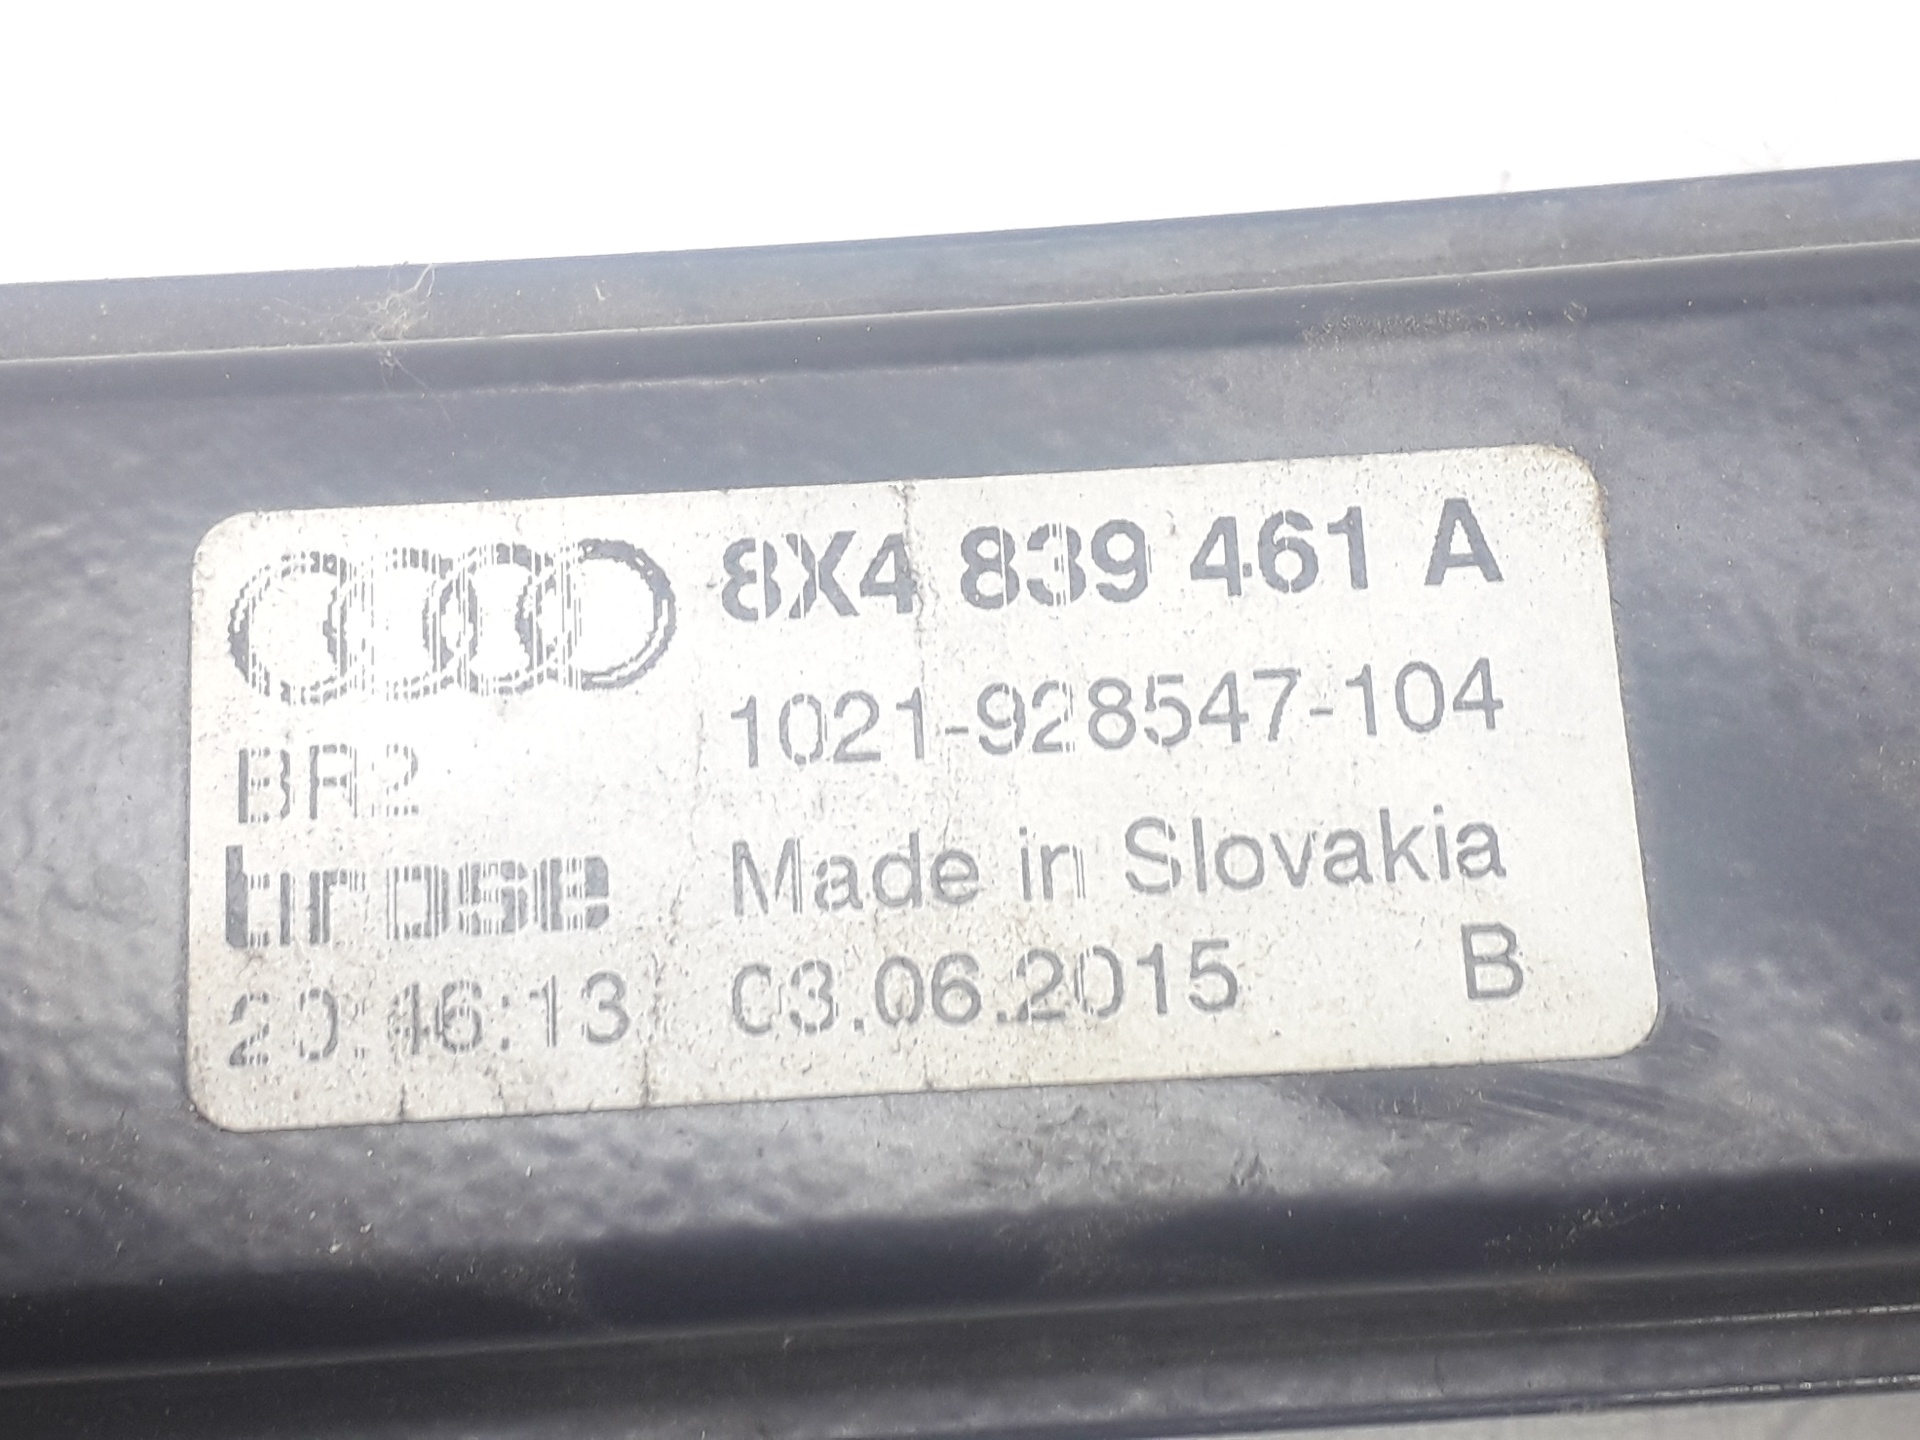 8X4 839 461 A
1021-928547-104
BR2
Made in Slovakia
brose
20:46:13 03.06.2015 B